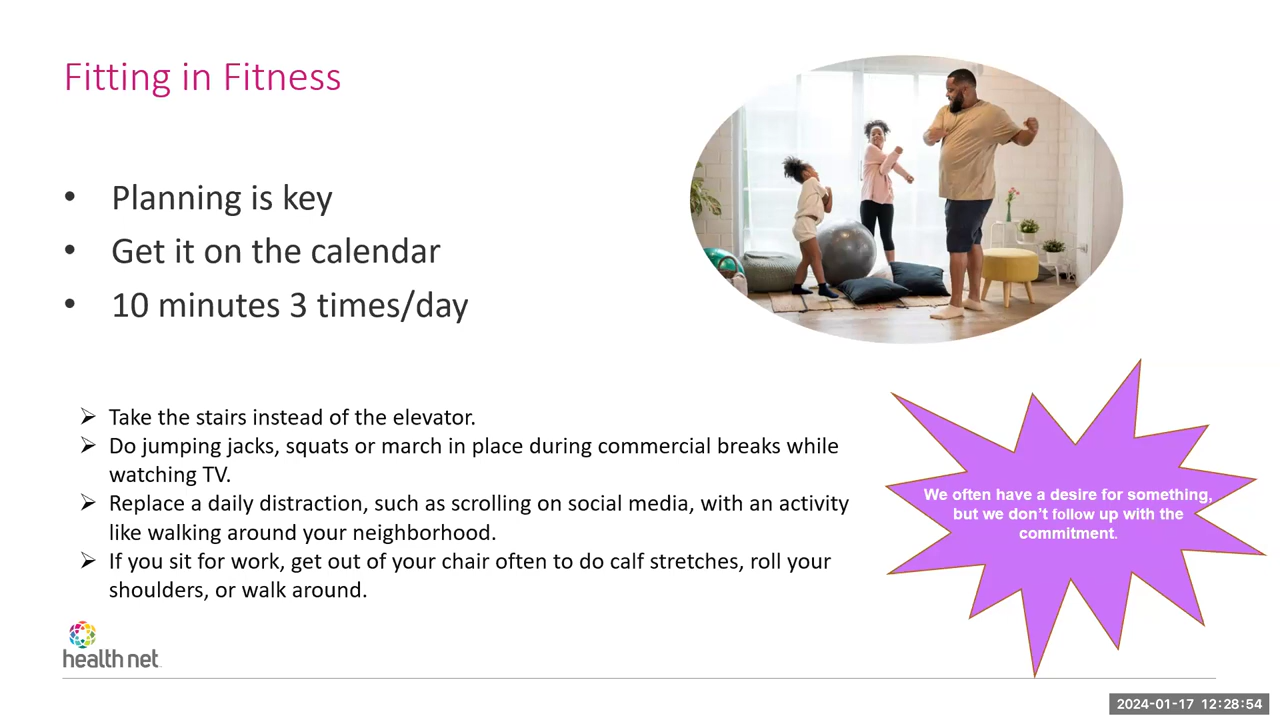 Fitting in Fitness
• Planning is key
• Get it on the calendar
• 10 minutes 3 times/day
➢ Take the stairs instead of the elevator.
➢ Do jumping jacks, squats or march in place during commercial breaks while
watching TV.
➢ Replace a daily distraction, such as scrolling on social media, with an activity
like walking around your neighborhood.
➢ If you sit for work, get out of your chair often to do calf stretches, roll your
shoulders, or walk around.
We often have a desire for something,
but we don’t follow up with the
commitment.
health net
2024-01-17 12:28:54